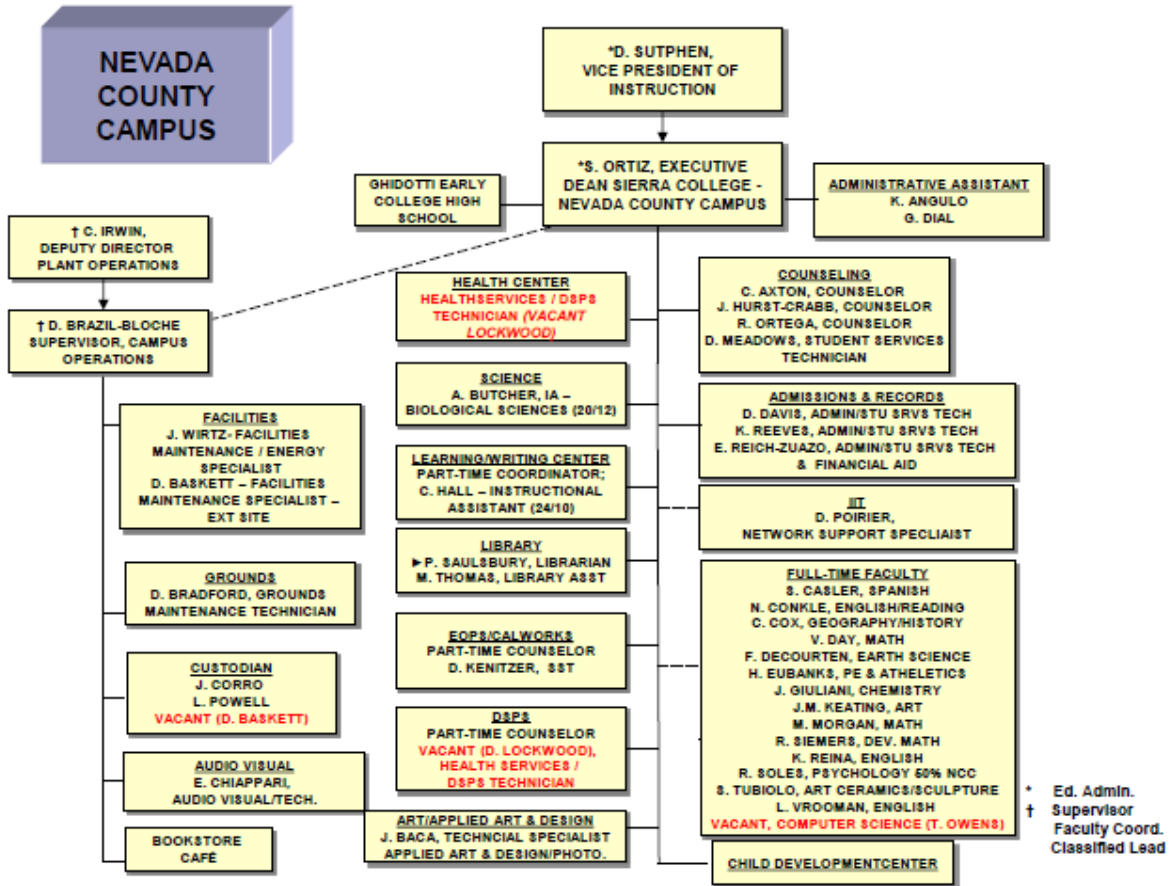 NEVADA
COUNTY
CAMPUS
*D. SUTPHEN,
VICE PRESIDENT OF
INSTRUCTION
*S. ORTIZ, EXECUTIVE
DEAN SIERRA COLLEGE -
NEVADA COUNTY CAMPUS
GHIDOTTI EARLY
COLLEGE HIGH
SCHOOL
ADMINISTRATIVE ASSISTANT
K. ANGULO
G. DIAL
† C. IRWIN,
DEPUTY DIRECTOR
PLANT OPERATIONS
† D. BRAZIL-BLOCHE
SUPERVISOR, CAMPUS
OPERATIONS
FACILITIES
J. WIRTZ- FACILITIES
MAINTENANCE / ENERGY
SPECIALIST
D. BASKETT – FACILITIES
MAINTENANCE SPECIALIST –
EXT SITE
GROUNDS
D. BRADFORD, GROUNDS
MAINTENANCE TECHNICIAN
CUSTODIAN
J. CORRO
L. POWELL
VACANT (D. BASKETT)
AUDIO VISUAL
E. CHIAPPARI,
AUDIO VISUAL/TECH.
BOOKSTORE
CAFÉ
HEALTH CENTER
HEALTHSERVICES / DSPS
TECHNICIAN (VACANT
LOCKWOOD)
SCIENCE
A. BUTCHER, IA –
BIOLOGICAL SCIENCES (20/12)
LEARNING/WRITING CENTER
PART-TIME COORDINATOR;
C. HALL – INSTRUCTIONAL
ASSISTANT (24/10)
LIBRARY
►P. SAULSBURY, LIBRARIAN
M. THOMAS, LIBRARY ASST
EOPS/CALWORKS
PART-TIME COUNSELOR
D. KENITZER, SST
DSPS
PART-TIME COUNSELOR
VACANT (D. LOCKWOOD),
HEALTH SERVICES /
DSPS TECHNICIAN
ART/APPLIED ART & DESIGN
J. BACA, TECHNCIAL SPECIALIST
APPLIED ART & DESIGN/PHOTO.
COUNSELING
C. AXTON, COUNSELOR
J. HURST-CRABB, COUNSELOR
R. ORTEGA, COUNSELOR
D. MEADOWS, STUDENT SERVICES
TECHNICIAN
ADMISSIONS & RECORDS
D. DAVIS, ADMIN/STU SRVS TECH
K. REEVES, ADMIN/STU SRVS TECH
E. REICH-ZUAZO, ADMIN/STU SRVS TECH
& FINANCIAL AID
IIT
D. POIRIER,
NETWORK SUPPORT SPECLIAIST
FULL-TIME FACULTY
S. CASLER, SPANISH
N. CONKLE, ENGLISH/READING
C. COX, GEOGRAPHY/HISTORY
V. DAY, MATH
F. DECOURTEN, EARTH SCIENCE
H. EUBANKS, PE & ATHELETICS
J. GIULIANI, CHEMISTRY
J.M. KEATING, ART
M. MORGAN, MATH
R. SIEMERS, DEV. MATH
K. REINA, ENGLISH
R. SOLES, PSYCHOLOGY 50% NCC
S. TUBIOLO, ART CERAMICS/SCULPTURE
L. VROOMAN, ENGLISH
VACANT, COMPUTER SCIENCE (T. OWENS)
CHILD DEVELOPMENTCENTER
* Ed. Admin.
† Supervisor
Faculty Coord.
Classified Lead